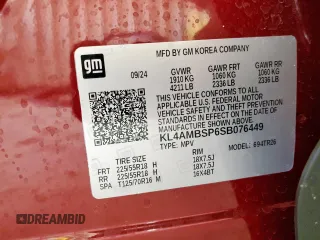 gm
MFD BY GM KOREA COMPANY
09/24 GVWR GAWR FRT GAWR RR
1910 KG 1060 KG 1060 KG
4211 LB 2336 LB 2336 LB
THIS VEHICLE CONFORMS TO ALL
APPLICABLE U.S. FEDERAL MOTOR
VEHICLE SAFETY AND THEFT
PREVENTION STANDARDS IN EFFECT
ON THE DATE OF MANUFACTURE
SHOWN ABOVE.
KL4AMBSP6SB076449
TYPE: MPV MODEL:
TIRE SIZE RIM
FRT 225/55R18 H 18X7.5J
RR 225/55R18 H 18X7.5J
SPA T125/70R16 M 16X4BT
DREAMBID